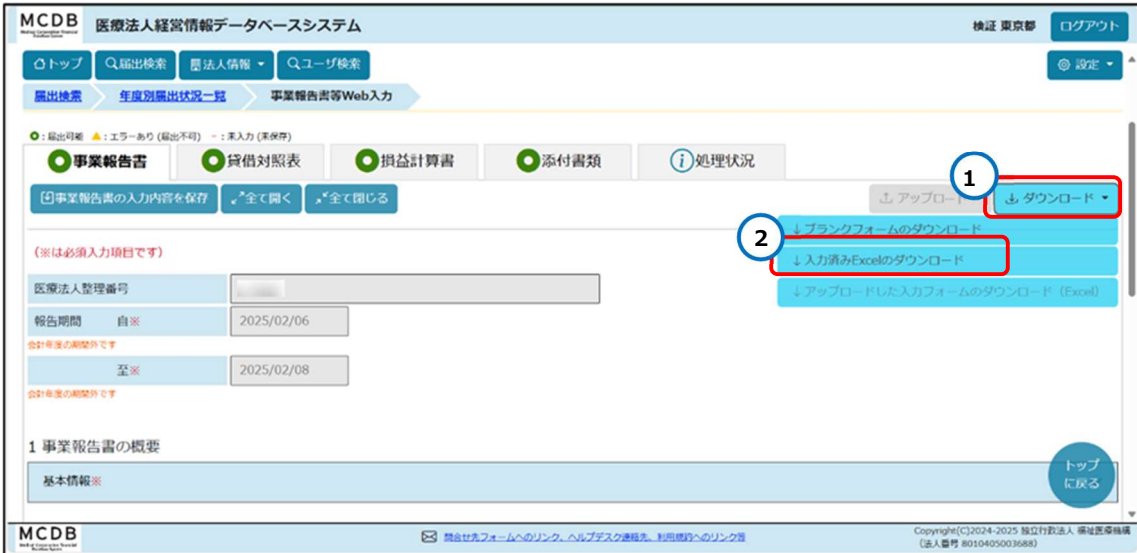 MCDB 医療法人経営情報データベースシステム 検証 東京都 ログアウト
トップ 届出検索 法人情報 ユーザ検索 設定
届出検索 年度別届出状況一覧 事業報告書等Web入力
:届出可能 :エラーあり (届出不可) - :未入力 (未保存)
事業報告書 貸借対照表 損益計算書 添付書類 i 処理状況
1
事業報告書の入力内容を保存 全て開く 全て閉じる アップロード ダウンロード
↓ブランクフォームのダウンロード
2
(※は必須入力項目です)
↓入力済みExcelのダウンロード
医療法人整理番号
↓アップロードした入力フォームのダウンロード (Excel)
報告期間 自※ 2025/02/06
会計年度の期間外です
至※ 2025/02/08
会計年度の期間外です
1 事業報告書の概要
基本情報※
トップ
に戻る
MCDB 問合せ先フォームへのリンク、ヘルプデスク連絡先、利用規約へのリンク等 Copyright(C)2024-2025 独立行政法人 福祉医療機構
(法人番号 8010405003688)